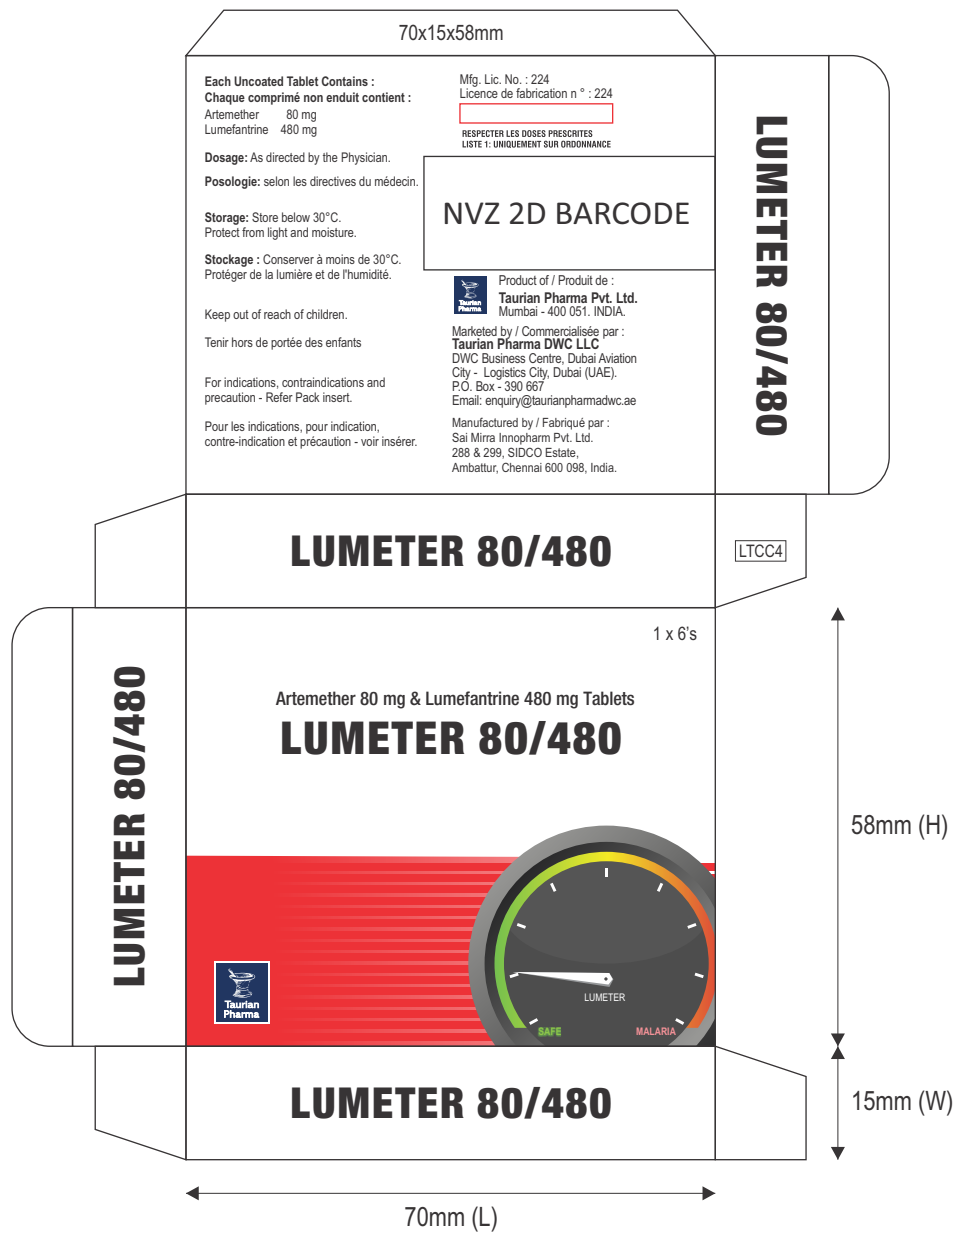 70x15x58mm
Each Uncoated Tablet Contains :
Chaque comprimé non enduit contient :
Artemether 80 mg
Lumefantrine 480 mg
Dosage: As directed by the Physician.
Posologie: selon les directives du médecin.
Storage: Store below 30°C.
Protect from light and moisture.
Stockage : Conserver à moins de 30°C.
Protéger de la lumière et de l'humidité.
Keep out of reach of children.
Tenir hors de portée des enfants
For indications, contraindications and
precaution - Refer Pack insert.
Pour les indications, pour indication,
contre-indication et précaution - voir insérer.
Mfg. Lic. No. : 224
Licence de fabrication n ° : 224
RESPECTER LES DOSES PRESCRITES
LISTE 1: UNIQUEMENT SUR ORDONNANCE
NVZ 2D BARCODE
Taurian
Pharma
Product of / Produit de :
Taurian Pharma Pvt. Ltd.
Mumbai - 400 051. INDIA.
Marketed by / Commercialisée par :
Taurian Pharma DWC LLC
DWC Business Centre, Dubai Aviation
City - Logistics City, Dubai (UAE).
P.O. Box - 390 667
Email: enquiry@taurianpharmadwc.ae
Manufactured by / Fabriqué par :
Sai Mirra Innopharm Pvt. Ltd.
288 & 299, SIDCO Estate,
Ambattur, Chennai 600 098, India.
LUMETER 80/480
LUMETER 80/480
LTCC4
LUMETER 80/480
1 x 6's
Artemether 80 mg & Lumefantrine 480 mg Tablets
LUMETER 80/480
Taurian
Pharma
LUMETER
SAFE
MALARIA
58mm (H)
LUMETER 80/480
15mm (W)
70mm (L)